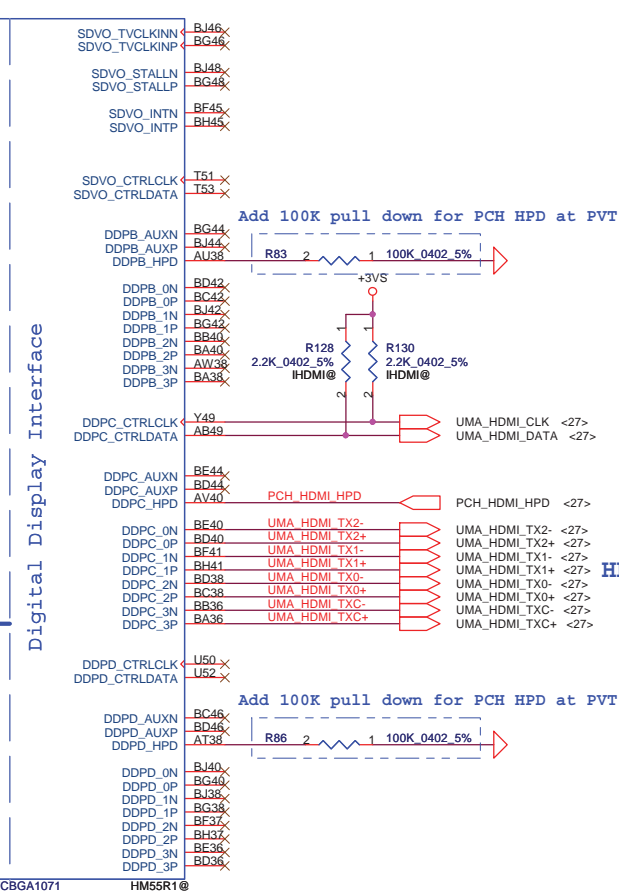 SDVO_TVCLKINN BJ46
SDVO_TVCLKINP BG46
SDVO_STALLN BJ48
SDVO_STALLP BG48
SDVO_INTN BF45
SDVO_INTP BH45
SDVO_CTRLCLK T51
SDVO_CTRLDATA T53
Add 100K pull down for PCH HPD at PVT
DDPB_AUXN BG44
DDPB_AUXP BJ44
DDPB_HPD AU38 R83 2 1 100K_0402_5%
+3VS
DDPB_0N BD42
DDPB_0P BC42
DDPB_1N BJ42
DDPB_1P BG42
DDPB_2N BB40
DDPB_2P BA40
DDPB_3N AW38
DDPB_3P BA38
1 1
R128 R130
2.2K_0402_5% 2.2K_0402_5%
IHDMI@ IHDMI@
2 2
Digital Display Interface
DDPC_CTRLCLK Y49 UMA_HDMI_CLK <27>
DDPC_CTRLDATA AB49 UMA_HDMI_DATA <27>
DDPC_AUXN BE44
DDPC_AUXP BD44
DDPC_HPD AV40 PCH_HDMI_HPD PCH_HDMI_HPD <27>
DDPC_0N BE40 UMA_HDMI_TX2- UMA_HDMI_TX2- <27>
DDPC_0P BD40 UMA_HDMI_TX2+ UMA_HDMI_TX2+ <27>
DDPC_1N BF41 UMA_HDMI_TX1- UMA_HDMI_TX1- <27>
DDPC_1P BH41 UMA_HDMI_TX1+ UMA_HDMI_TX1+ <27>
DDPC_2N BD38 UMA_HDMI_TX0- UMA_HDMI_TX0- <27>
DDPC_2P BC38 UMA_HDMI_TX0+ UMA_HDMI_TX0+ <27>
DDPC_3N BB36 UMA_HDMI_TXC- UMA_HDMI_TXC- <27>
DDPC_3P BA36 UMA_HDMI_TXC+ UMA_HDMI_TXC+ <27>
DDPD_CTRLCLK U50
DDPD_CTRLDATA U52
Add 100K pull down for PCH HPD at PVT
DDPD_AUXN BC46
DDPD_AUXP BD46
DDPD_HPD AT38 R86 2 1 100K_0402_5%
DDPD_0N BJ40
DDPD_0P BG40
DDPD_1N BJ38
DDPD_1P BG38
DDPD_2N BF37
DDPD_2P BH37
DDPD_3N BE36
DDPD_3P BD36
CBGA1071 HM55R1@